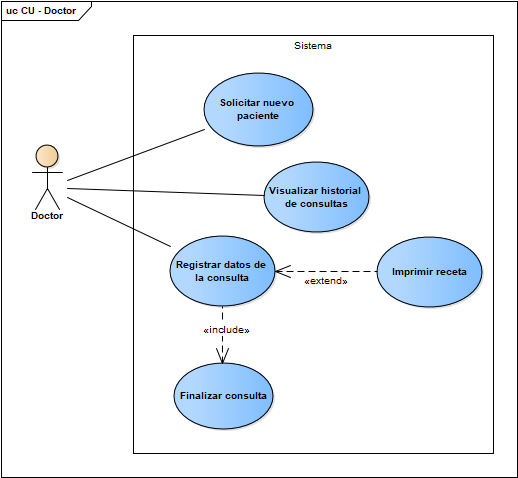 uc CU - Doctor
Sistema
Solicitar nuevo
paciente
Doctor
Visualizar historial
de consultas
Registrar datos de
la consulta
Imprimir receta
«extend»
«include»
Finalizar consulta